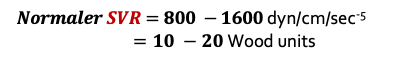 Normaler SVR = 800 – 1600 dyn/cm/sec⁻⁵
= 10 – 20 Wood units